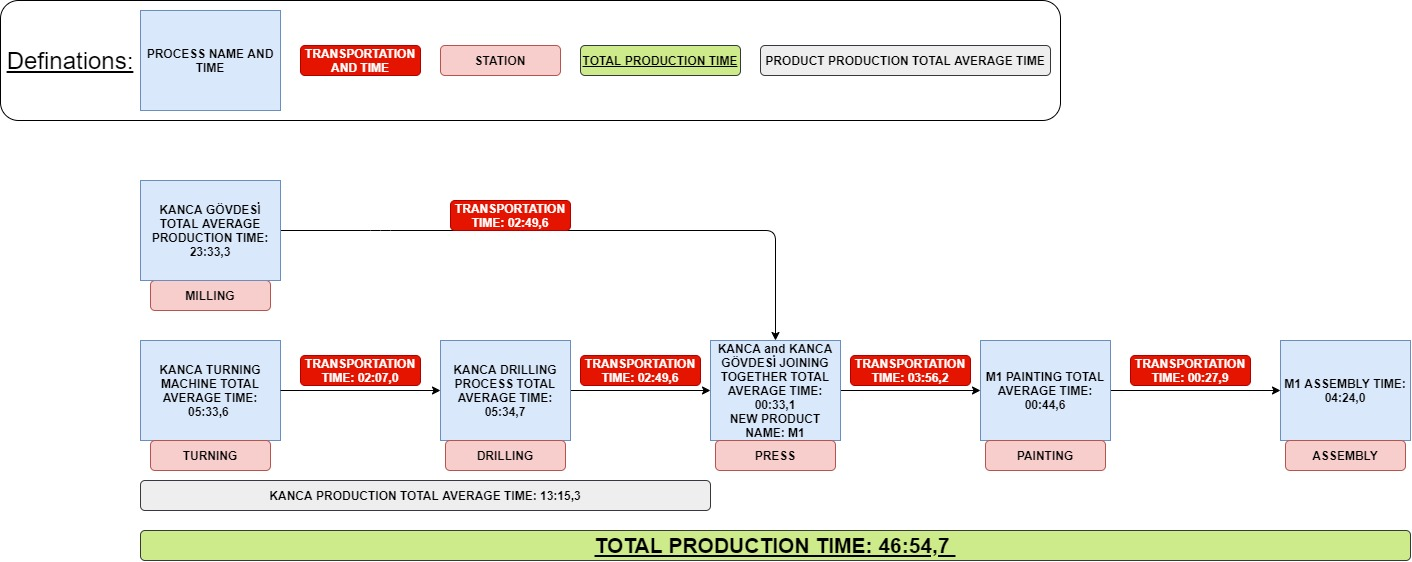 Definations:
PROCESS NAME AND
TIME
TRANSPORTATION
AND TIME
STATION
TOTAL PRODUCTION TIME
PRODUCT PRODUCTION TOTAL AVERAGE TIME
KANCA GÖVDESİ
TOTAL AVERAGE
PRODUCTION TIME:
23:33,3
MILLING
TRANSPORTATION
TIME: 02:49,6
KANCA TURNING
MACHINE TOTAL
AVERAGE TIME:
05:33,6
TURNING
TRANSPORTATION
TIME: 02:07,0
KANCA DRILLING
PROCESS TOTAL
AVERAGE TIME:
05:34,7
DRILLING
TRANSPORTATION
TIME: 02:49,6
KANCA and KANCA
GÖVDESİ JOINING
TOGETHER TOTAL
AVERAGE TIME:
00:33,1
NEW PRODUCT
NAME: M1
PRESS
TRANSPORTATION
TIME: 03:56,2
M1 PAINTING TOTAL
AVERAGE TIME:
00:44,6
PAINTING
TRANSPORTATION
TIME: 00:27,9
M1 ASSEMBLY TIME:
04:24,0
ASSEMBLY
KANCA PRODUCTION TOTAL AVERAGE TIME: 13:15,3
TOTAL PRODUCTION TIME: 46:54,7